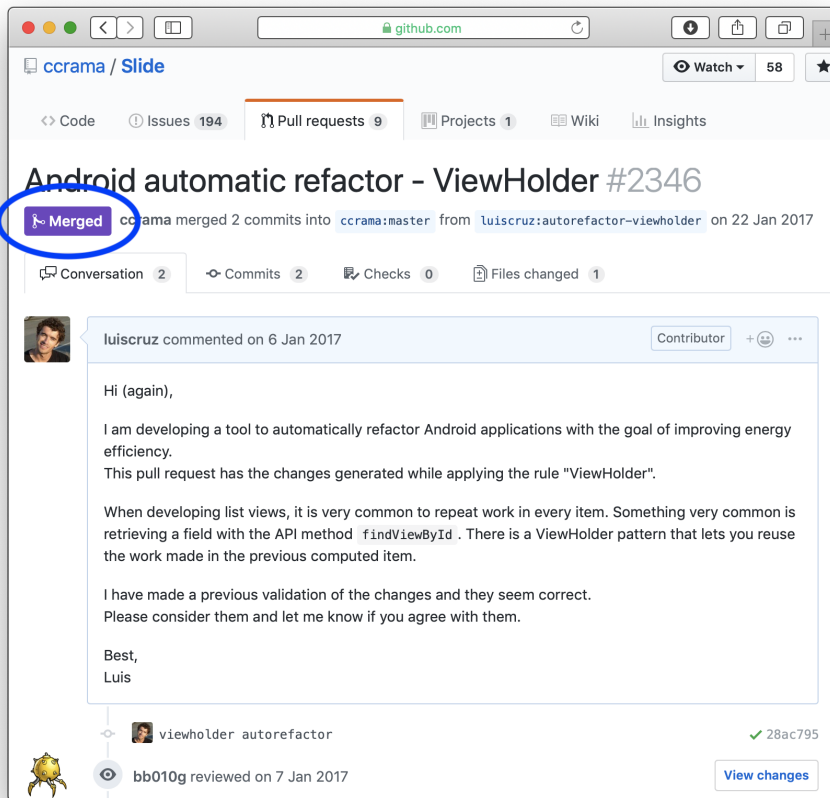 github.com
ccrama / Slide
Watch 58
Code Issues 194 Pull requests 9 Projects 1 Wiki Insights
Android automatic refactor - ViewHolder #2346
Merged ccrama merged 2 commits into ccrama:master from luiscruz:autorefactor-viewholder on 22 Jan 2017
Conversation 2 Commits 2 Checks 0 Files changed 1
luiscruz commented on 6 Jan 2017 Contributor
Hi (again),
I am developing a tool to automatically refactor Android applications with the goal of improving energy
efficiency.
This pull request has the changes generated while applying the rule "ViewHolder".
When developing list views, it is very common to repeat work in every item. Something very common is
retrieving a field with the API method findViewById. There is a ViewHolder pattern that lets you reuse
the work made in the previous computed item.
I have made a previous validation of the changes and they seem correct.
Please consider them and let me know if you agree with them.
Best,
Luis
viewholder autorefactor 28ac795
bb010g reviewed on 7 Jan 2017 View changes